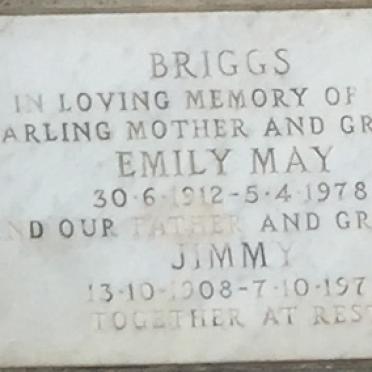 BRIGGS
IN LOVING MEMORY OF
ARLING MOTHER AND GR
EMILY MAY
30·6·1912-5·4·1978
ND OUR FATHER AND GR
JIMMY
13·10·1908-7·10·197
TOGETHER AT REST